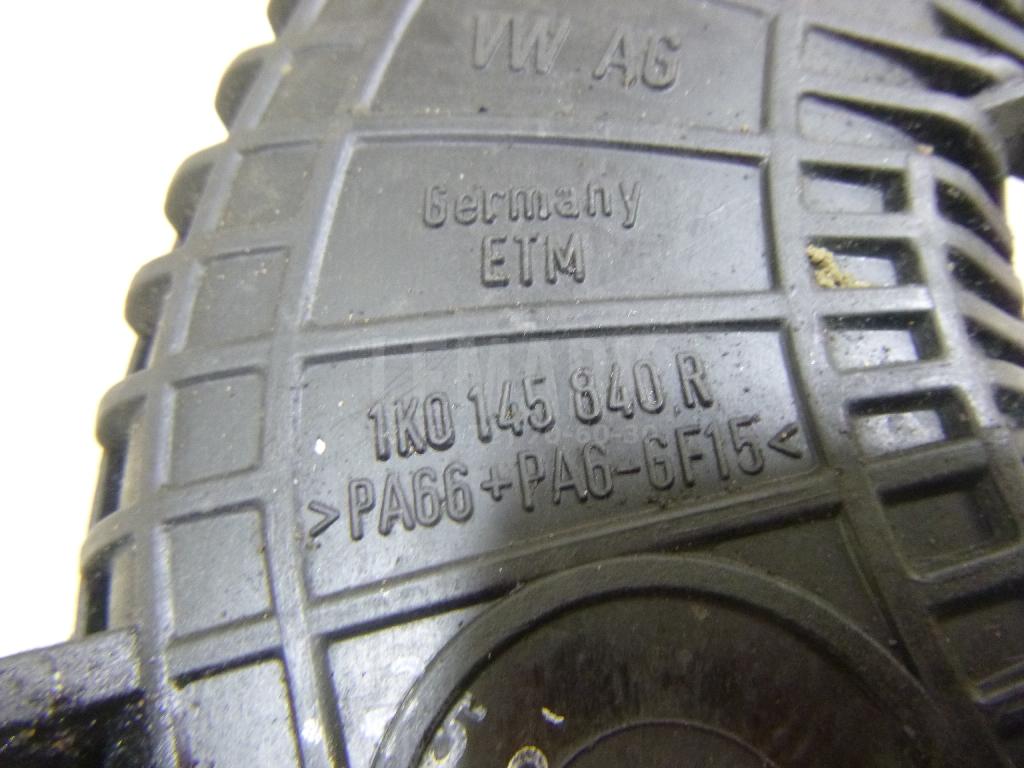 VW AG
Germany
ETM
1K0 145 840 R
>PA66+PA6-GF15<